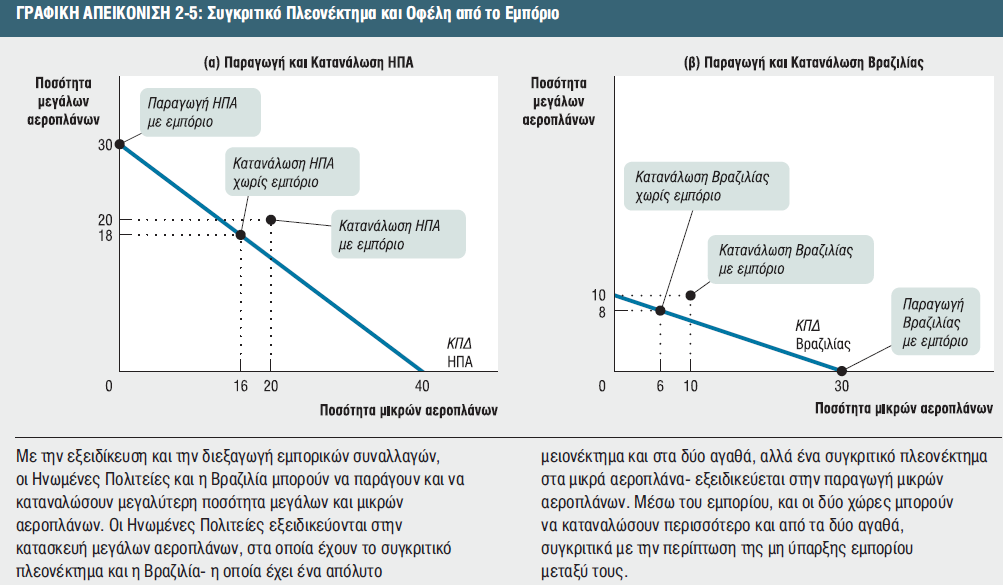 ΓΡΑΦΙΚΗ ΑΠΕΙΚΟΝΙΣΗ 2-5: Συγκριτικό Πλεονέκτημα και Οφέλη από το Εμπόριο
(α) Παραγωγή και Κατανάλωση ΗΠΑ
Ποσότητα
μεγάλων
αεροπλάνων
Παραγωγή ΗΠΑ
με εμπόριο
30
Κατανάλωση ΗΠΑ
χωρίς εμπόριο
20
18
Κατανάλωση ΗΠΑ
με εμπόριο
ΚΠΔ
ΗΠΑ
0
16
20
40
Ποσότητα μικρών αεροπλάνων
(β) Παραγωγή και Κατανάλωση Βραζιλίας
Ποσότητα
μεγάλων
αεροπλάνων
Κατανάλωση Βραζιλίας
χωρίς εμπόριο
Κατανάλωση Βραζιλίας
με εμπόριο
10
8
Παραγωγή
Βραζιλίας
με εμπόριο
ΚΠΔ
Βραζιλίας
0
6
10
30
Ποσότητα μικρών αεροπλάνων
Με την εξειδίκευση και την διεξαγωγή εμπορικών συναλλαγών,
οι Ηνωμένες Πολιτείες και η Βραζιλία μπορούν να παράγουν και να
καταναλώσουν μεγαλύτερη ποσότητα μεγάλων και μικρών
αεροπλάνων. Οι Ηνωμένες Πολιτείες εξειδικεύονται στην
κατασκευή μεγάλων αεροπλάνων, στα οποία έχουν το συγκριτικό
πλεονέκτημα και η Βραζιλία- η οποία έχει ένα απόλυτο
μειονέκτημα και στα δύο αγαθά, αλλά ένα συγκριτικό πλεονέκτημα
στα μικρά αεροπλάνα- εξειδικεύεται στην παραγωγή μικρών
αεροπλάνων. Μέσω του εμπορίου, και οι δύο χώρες μπορούν
να καταναλώσουν περισσότερο και από τα δύο αγαθά,
συγκριτικά με την περίπτωση της μη ύπαρξης εμπορίου
μεταξύ τους.